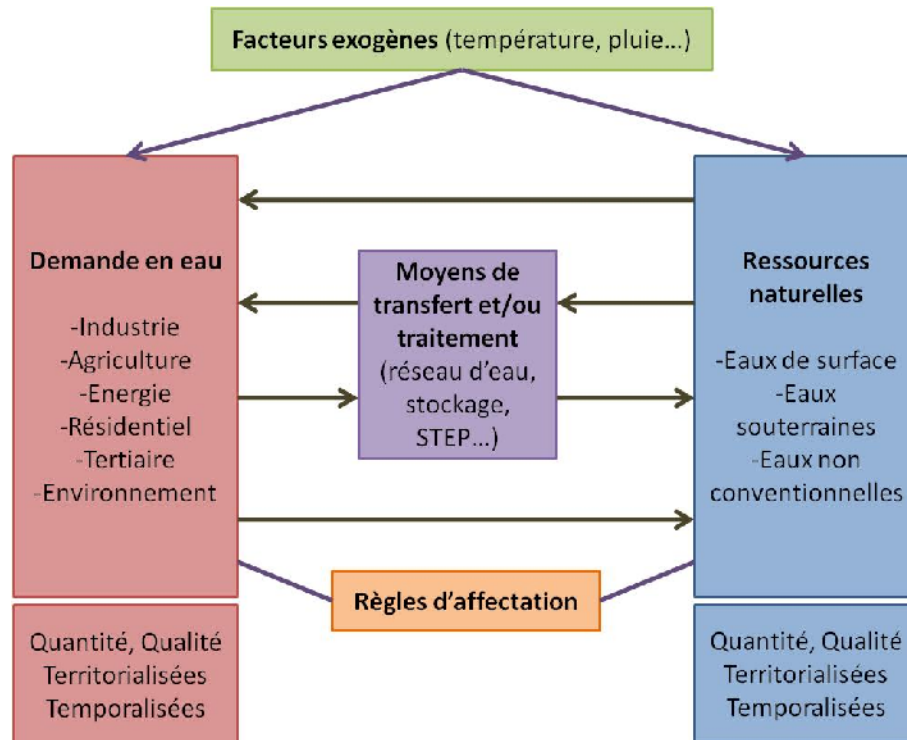 Facteurs exogènes (température, pluie...)
Demande en eau
-Industrie
-Agriculture
-Energie
-Résidentiel
-Tertiaire
-Environnement
Moyens de
transfert et/ou
traitement
(réseau d'eau,
stockage,
STEP...)
Ressources
naturelles
-Eaux de surface
-Eaux
souterraines
-Eaux non
conventionnelles
Règles d'affectation
Quantité, Qualité
Territorialisées
Temporalisées
Quantité, Qualité
Territorialisées
Temporalisées